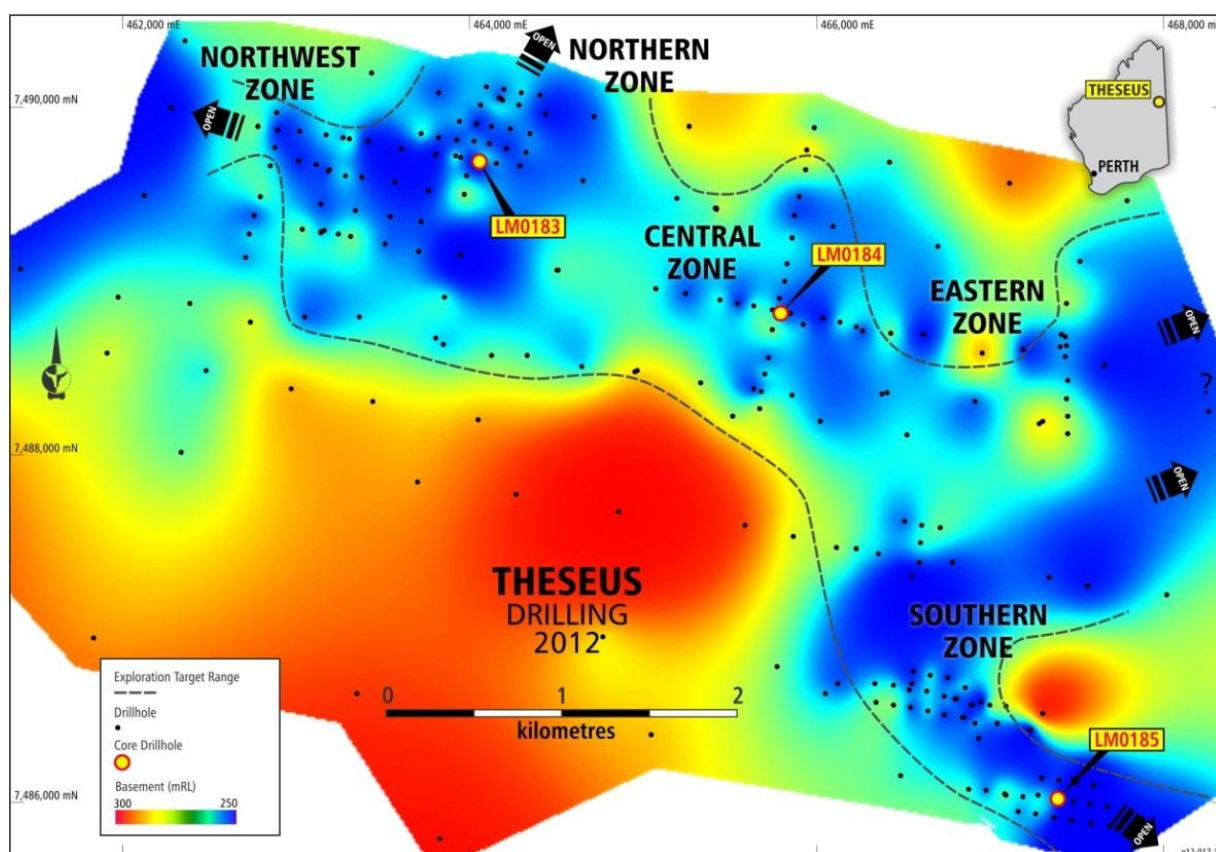 462,000 mE
464,000 mE
466,000 mE
468,000 mE
OPEN
NORTHWEST
ZONE
NORTHERN
ZONE
THESEUS
PERTH
7,490,000 mN
OPEN
LM0183
CENTRAL
ZONE
LM0184
EASTERN
ZONE
OPEN
?
7,488,000 mN
OPEN
THESEUS
DRILLING
2012
SOUTHERN
ZONE
Exploration Target Range
Drillhole
Core Drillhole
Basement (mRL)
300 250
0 1 2
kilometres
LM0185
7,486,000 mN
OPEN